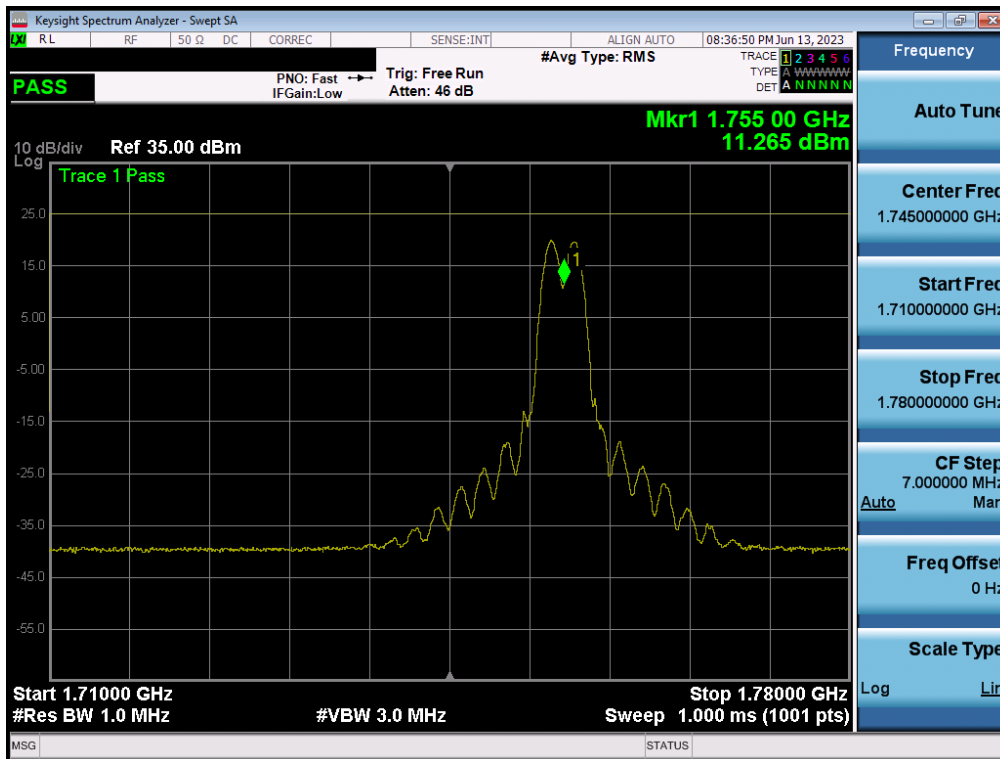 Keysight Spectrum Analyzer - Swept SA
LXI RL RF 50 Ω DC CORREC SENSE:INT ALIGN AUTO 08:36:50 PM Jun 13, 2023
PASS
PNO: Fast
IFGain:Low
Trig: Free Run
Atten: 46 dB
#Avg Type: RMS
TRACE 1 2 3 4 5 6
TYPE A WWWWW
DET A N N N N N
Mkr1 1.755 00 GHz
11.265 dBm
10 dB/div Ref 35.00 dBm
Log
Trace 1 Pass
25.0
15.0
5.00
-5.00
-15.0
-25.0
-35.0
-45.0
-55.0
1
Start 1.71000 GHz Stop 1.78000 GHz
#Res BW 1.0 MHz #VBW 3.0 MHz Sweep 1.000 ms (1001 pts)
MSG STATUS
Frequency
Auto Tune
Center Freq
1.745000000 GHz
Start Freq
1.710000000 GHz
Stop Freq
1.780000000 GHz
CF Step
7.000000 MHz
Auto Man
Freq Offset
0 Hz
Scale Type
Log Lin